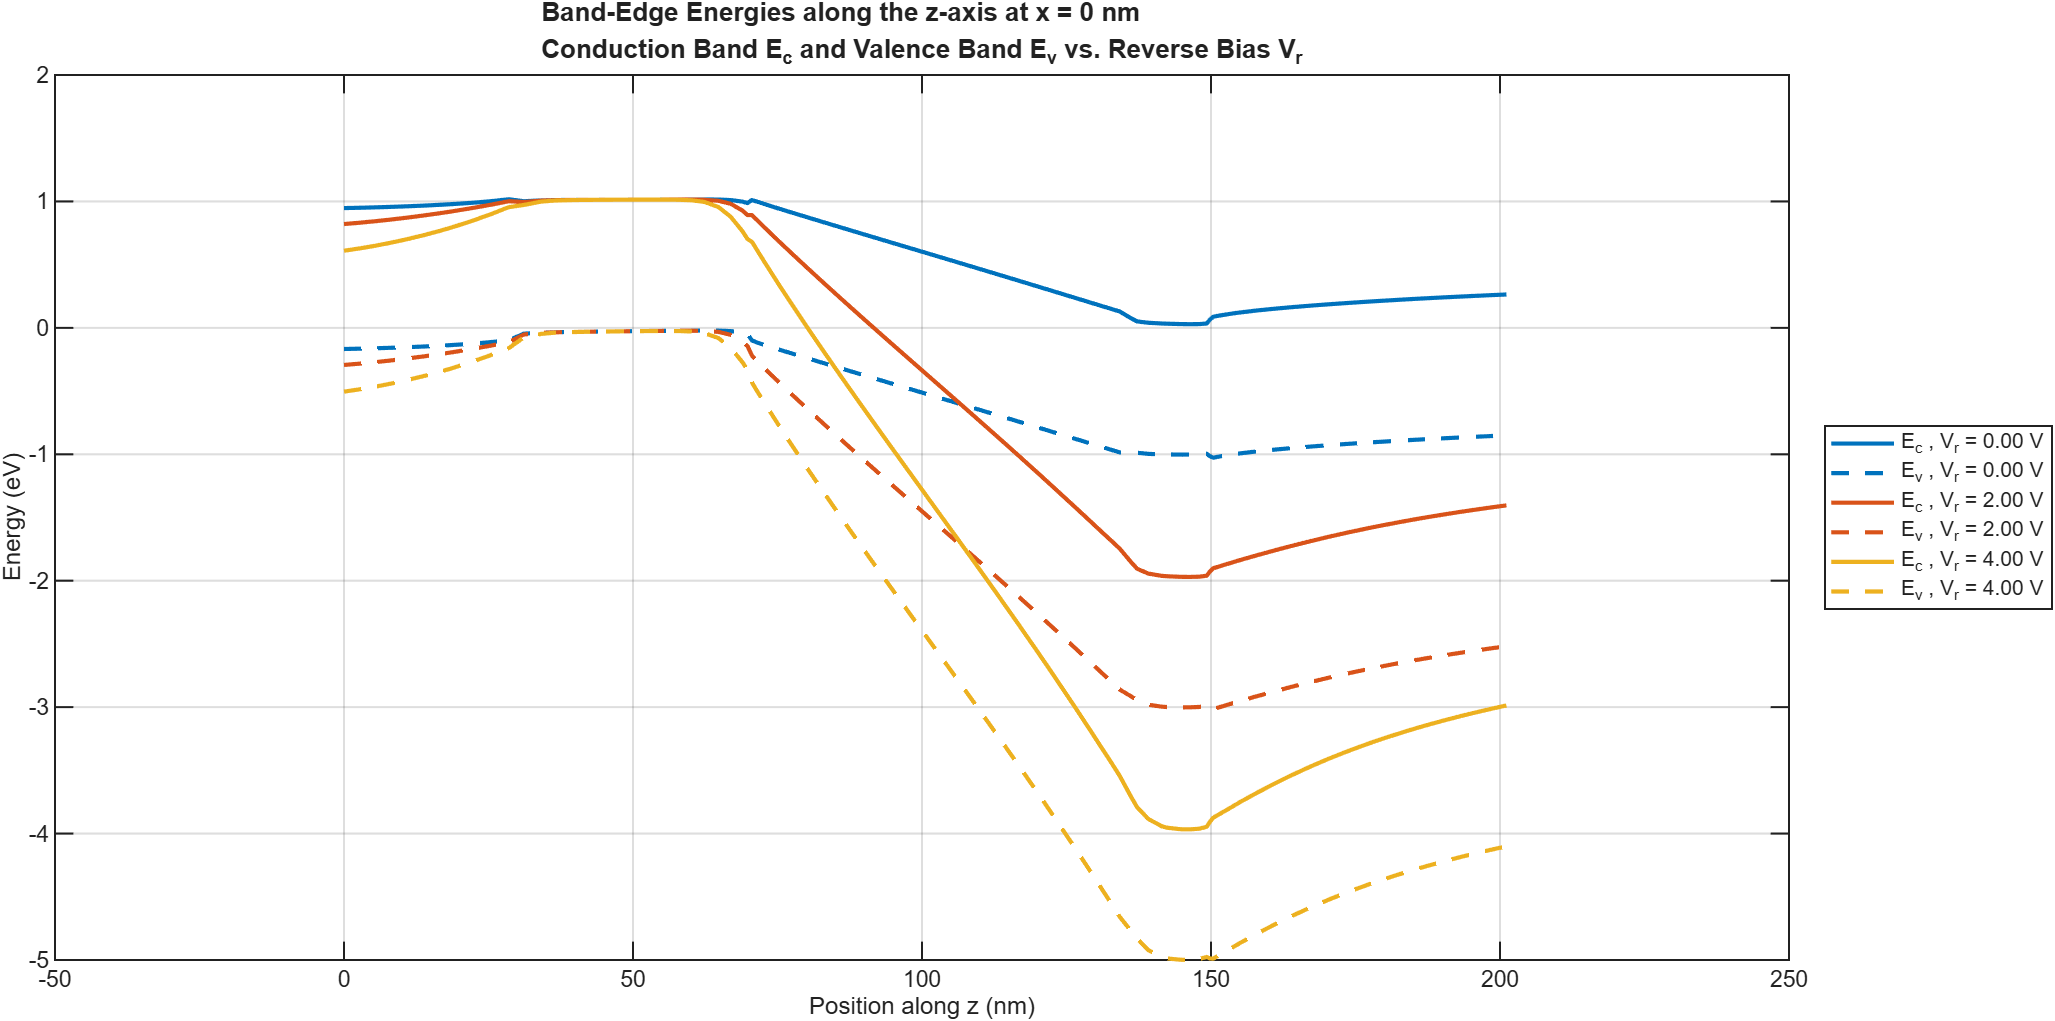 Band-Edge Energies along the z-axis at x = 0 nm
Conduction Band Ec and Valence Band Ev vs. Reverse Bias Vr
2
1
0
-1
-2
-3
-4
-5
Energy (eV)
-50
0
50
100
150
200
250
Position along z (nm)
Ec , Vr = 0.00 V
Ev , Vr = 0.00 V
Ec , Vr = 2.00 V
Ev , Vr = 2.00 V
Ec , Vr = 4.00 V
Ev , Vr = 4.00 V